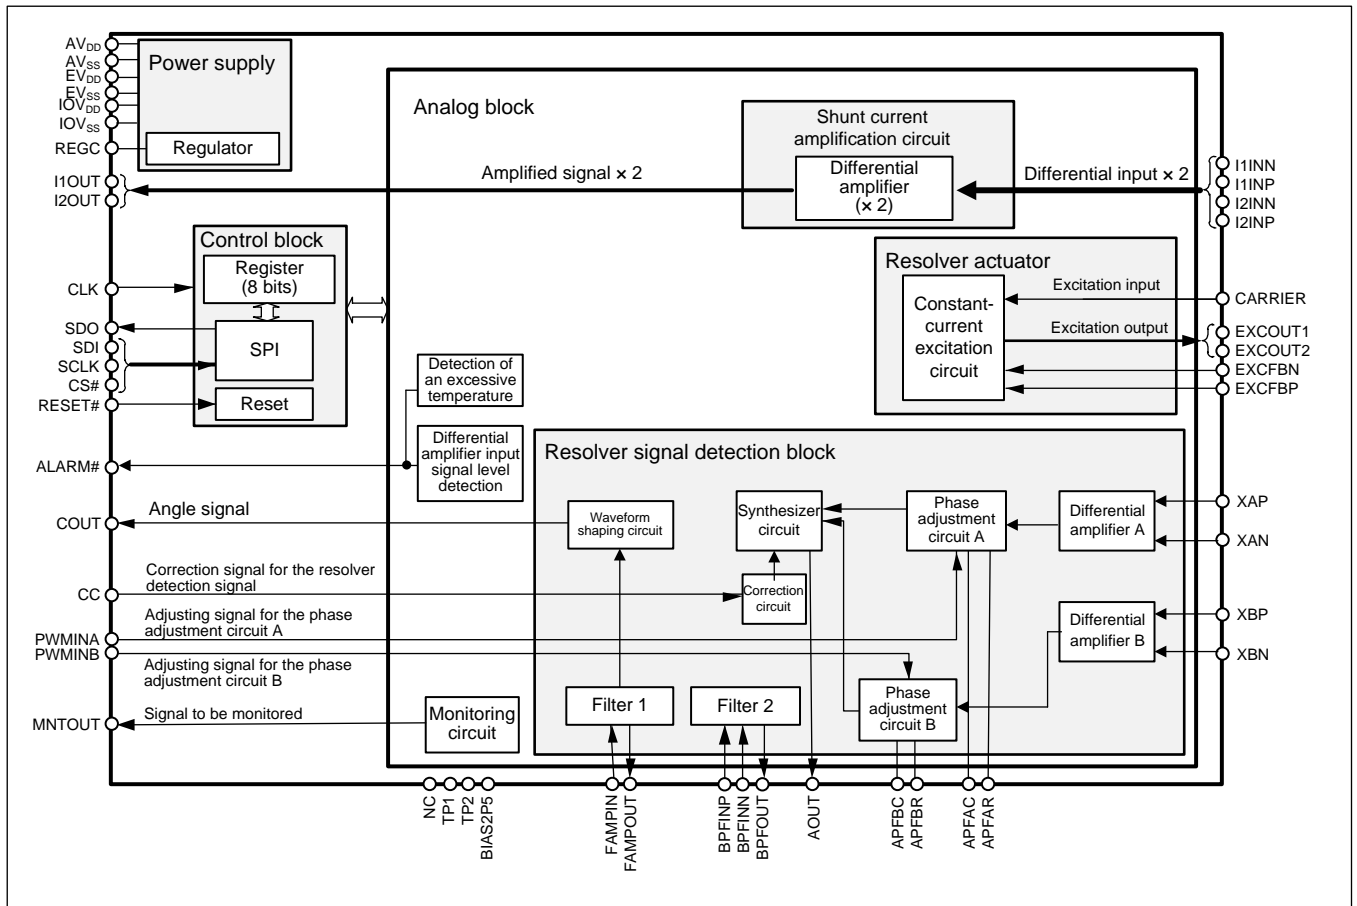 AVDD
AVSS
EVDD
EVSS
IOVDD
IOVSS
REGC
I1OUT
I2OUT
CLK
SDO
SDI
SCLK
CS#
RESET#
ALARM#
COUT
CC
PWMINA
PWMINB
MNTOUT
Power supply
Regulator
Control block
Register
(8 bits)
SPI
Reset
Analog block
Amplified signal × 2
Shunt current
amplification circuit
Differential
amplifier
(× 2)
Differential input × 2
I1INN
I1INP
I2INN
I2INP
Resolver actuator
Constant-
current
excitation
circuit
Excitation input
Excitation output
CARRIER
EXCOUT1
EXCOUT2
EXCFBN
EXCFBP
Detection of
an excessive
temperature
Differential
amplifier input
signal level
detection
Resolver signal detection block
Angle signal
Waveform
shaping circuit
Synthesizer
circuit
Phase
adjustment
circuit A
Differential
amplifier A
XAP
XAN
Correction signal for the resolver
detection signal
Correction
circuit
Adjusting signal for the phase
adjustment circuit A
Differential
amplifier B
XBP
XBN
Adjusting signal for the phase
adjustment circuit B
Signal to be monitored
Monitoring
circuit
Filter 1
Filter 2
Phase
adjustment
circuit B
NC
TP1
TP2
BIAS2P5
FAMPIN
FAMPOUT
BPFINP
BPFINN
BPFOUT
AOUT
APFBC
APFBR
APFAC
APFAR